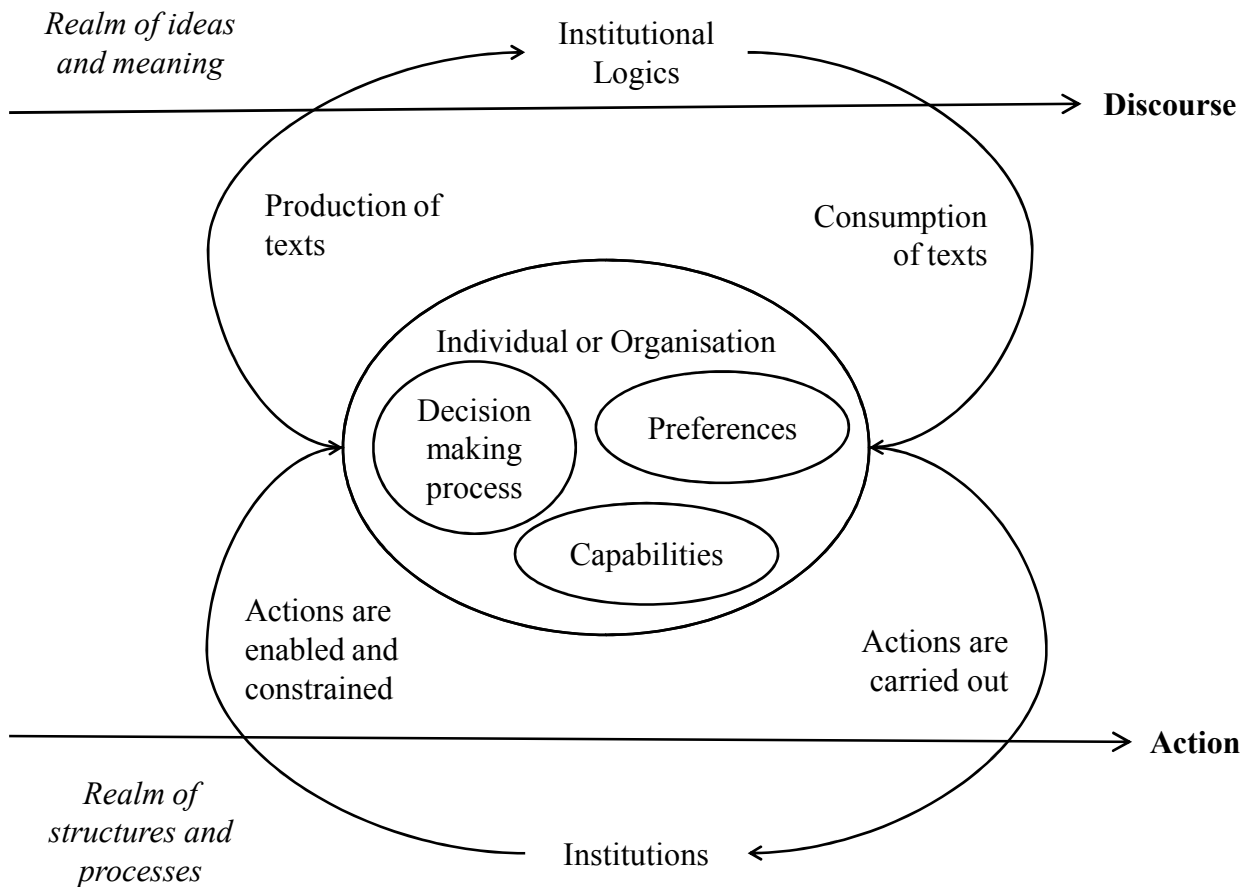 Realm of ideas
and meaning
Institutional
Logics
Discourse
Production of
texts
Consumption
of texts
Individual or Organisation
Decision
making
process
Preferences
Capabilities
Actions are
enabled and
constrained
Actions are
carried out
Action
Realm of
structures and
processes
Institutions